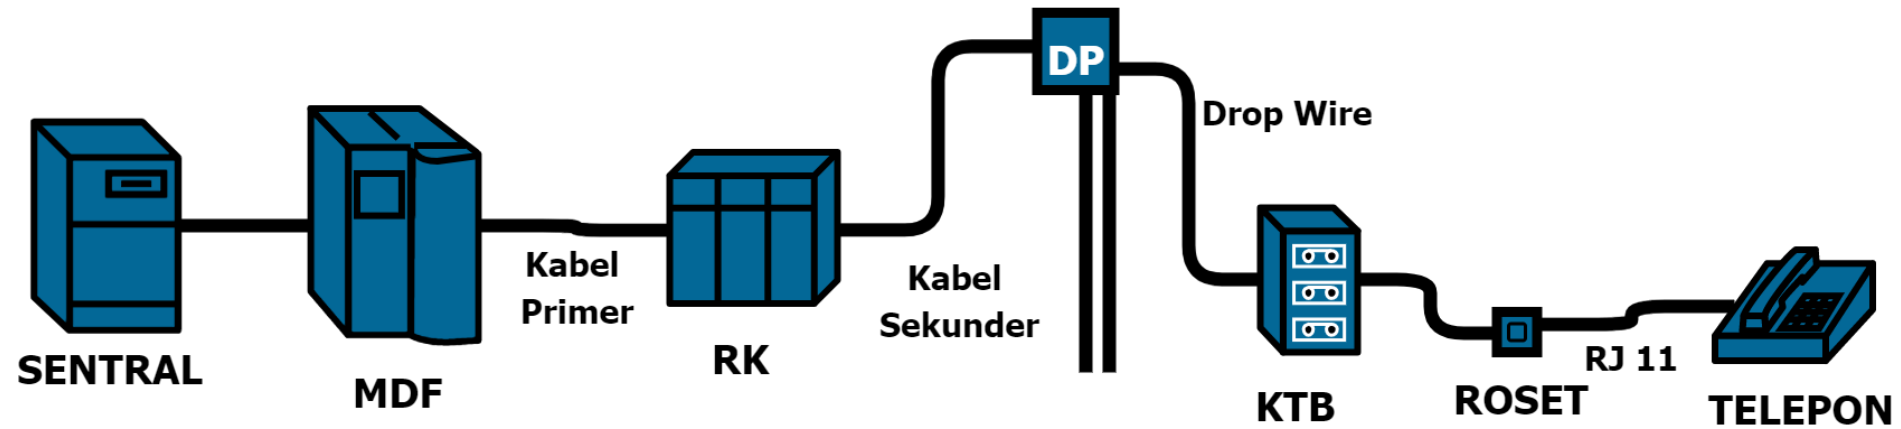 DP
Drop Wire
Kabel
Primer
Kabel
Sekunder
SENTRAL
MDF
RK
KTB
ROSET
RJ 11
TELEPON